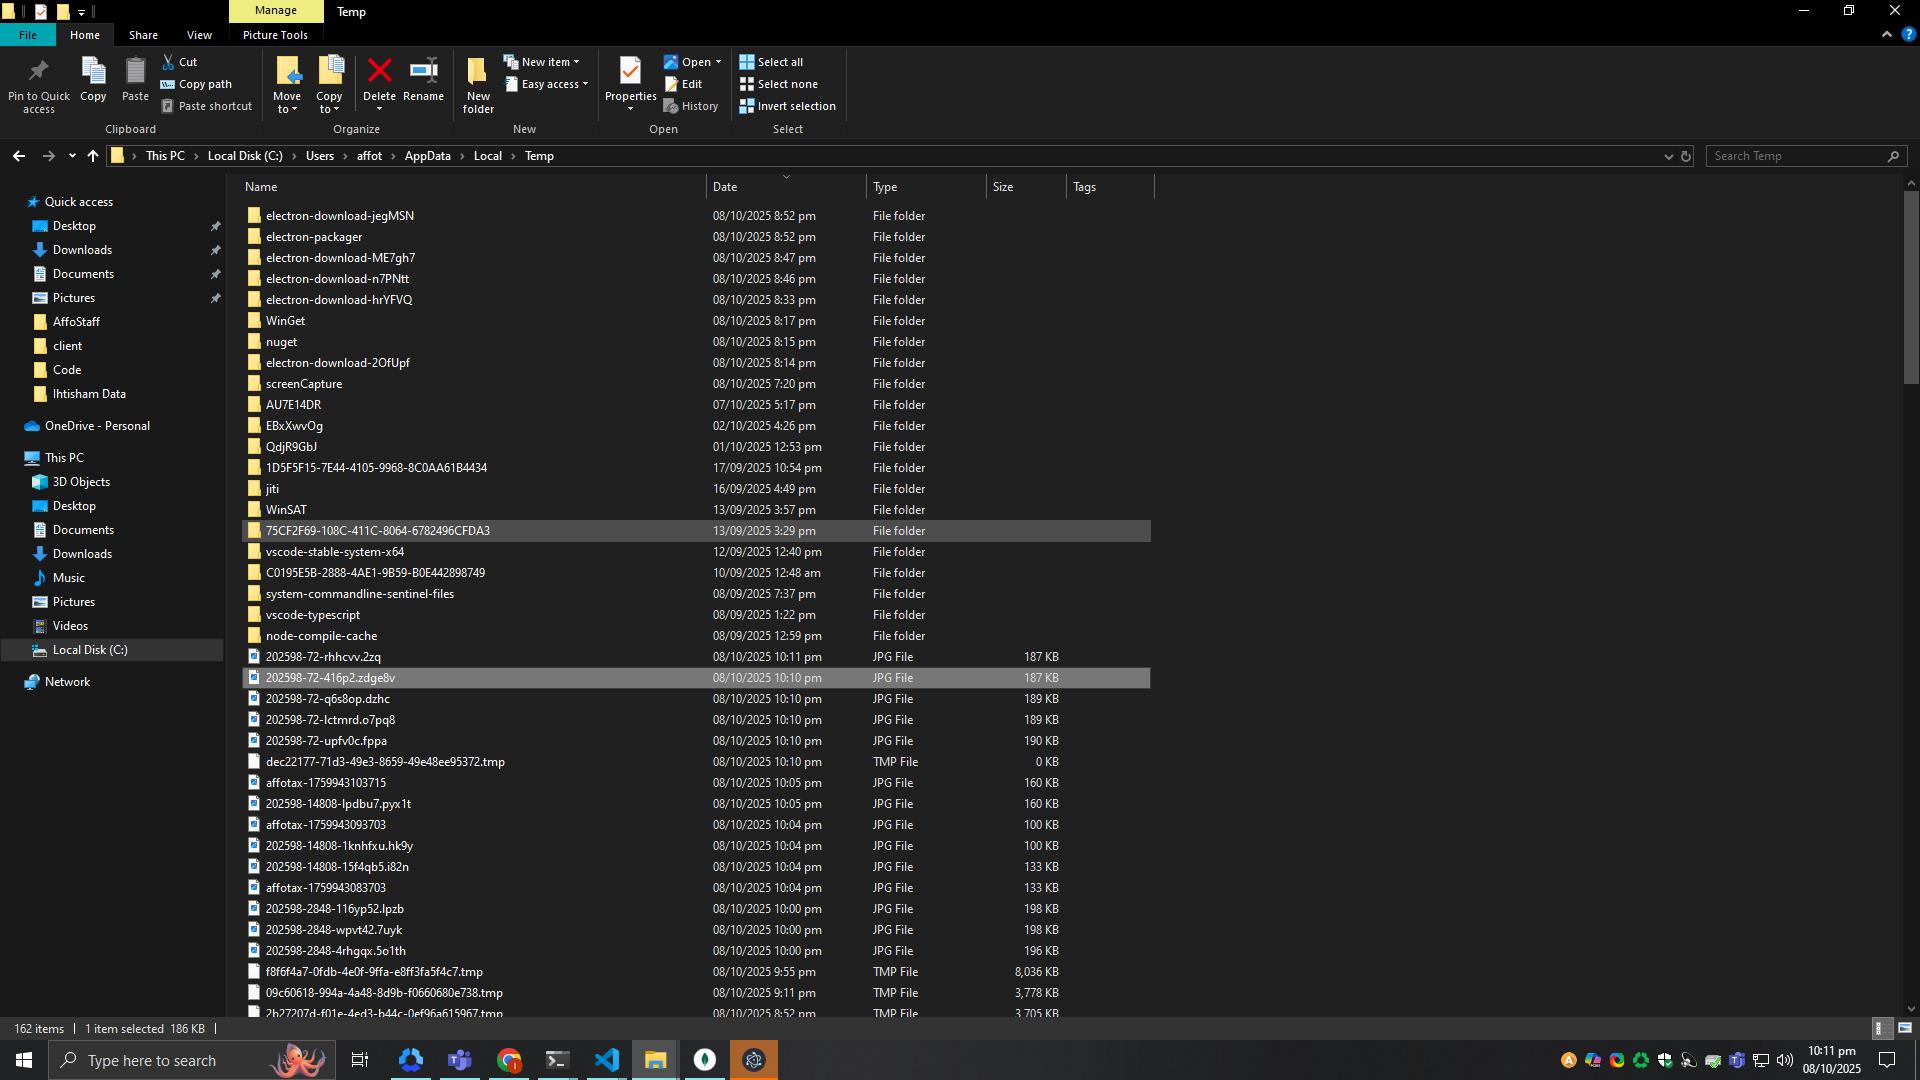 Manage
Temp
File
Home
Share
View
Picture Tools
Pin to Quick access
Copy
Paste
Cut
Copy path
Paste shortcut
Clipboard
Move to
Copy to
Delete
Rename
Organize
New folder
New item
Easy access
New
Properties
Open
Edit
History
Open
Select all
Select none
Invert selection
Select
This PC > Local Disk (C:) > Users > affot > AppData > Local > Temp
Search Temp
Name Date Type Size Tags
Quick access
Desktop
Downloads
Documents
Pictures
AffoStaff
client
Code
Ihtisham Data
OneDrive - Personal
This PC
3D Objects
Desktop
Documents
Downloads
Music
Pictures
Videos
Local Disk (C:)
Network
electron-download-jegMSN 08/10/2025 8:52 pm File folder
electron-packager 08/10/2025 8:52 pm File folder
electron-download-ME7gh7 08/10/2025 8:47 pm File folder
electron-download-n7PNtt 08/10/2025 8:46 pm File folder
electron-download-hrYFVQ 08/10/2025 8:33 pm File folder
WinGet 08/10/2025 8:17 pm File folder
nuget 08/10/2025 8:15 pm File folder
electron-download-2OfUpf 08/10/2025 8:14 pm File folder
screenCapture 08/10/2025 7:20 pm File folder
AU7E14DR 07/10/2025 5:17 pm File folder
EBxXwvOg 02/10/2025 4:26 pm File folder
QdjR9GbJ 01/10/2025 12:53 pm File folder
1D5F5F15-7E44-4105-9968-8C0AA61B4434 17/09/2025 10:54 pm File folder
jiti 16/09/2025 4:49 pm File folder
WinSAT 13/09/2025 3:57 pm File folder
75CF2F69-108C-411C-8064-6782496CFDA3 13/09/2025 3:29 pm File folder
vscode-stable-system-x64 12/09/2025 12:40 pm File folder
C0195E5B-2888-4AE1-9B59-B0E442898749 10/09/2025 12:48 am File folder
system-commandline-sentinel-files 08/09/2025 7:37 pm File folder
vscode-typescript 08/09/2025 1:22 pm File folder
node-compile-cache 08/09/2025 12:59 pm File folder
202598-72-rhhcvv.2zq 08/10/2025 10:11 pm JPG File 187 KB
202598-72-416p2.zdge8v 08/10/2025 10:10 pm JPG File 187 KB
202598-72-q6s8op.dzhc 08/10/2025 10:10 pm JPG File 189 KB
202598-72-lctmrd.o7pq8 08/10/2025 10:10 pm JPG File 189 KB
202598-72-upfv0c.fppa 08/10/2025 10:10 pm JPG File 190 KB
dec22177-71d3-49e3-8659-49e48ee95372.tmp 08/10/2025 10:10 pm TMP File 0 KB
affotax-1759943103715 08/10/2025 10:05 pm JPG File 160 KB
202598-14808-lpdbu7.pyx1t 08/10/2025 10:05 pm JPG File 160 KB
affotax-1759943093703 08/10/2025 10:04 pm JPG File 100 KB
202598-14808-1knhfxu.hk9y 08/10/2025 10:04 pm JPG File 100 KB
202598-14808-15f4qb5.i82n 08/10/2025 10:04 pm JPG File 133 KB
affotax-1759943083703 08/10/2025 10:04 pm JPG File 133 KB
202598-2848-116yp52.lpzb 08/10/2025 10:00 pm JPG File 198 KB
202598-2848-wpvt42.7uyk 08/10/2025 10:00 pm JPG File 198 KB
202598-2848-4rhgqx.5o1th 08/10/2025 10:00 pm JPG File 196 KB
f8f6f4a7-0fdb-4e0f-9ffa-e8ff3fa5f4c7.tmp 08/10/2025 9:55 pm TMP File 8,036 KB
09c60618-994a-4a48-8d9b-f0660680e738.tmp 08/10/2025 9:11 pm TMP File 3,778 KB
2b27207d-f01e-4ed3-b44c-0ef96a615967.tmp 08/10/2025 8:52 pm TMP File 3,705 KB
162 items 1 item selected 186 KB
Type here to search
10:11 pm
08/10/2025